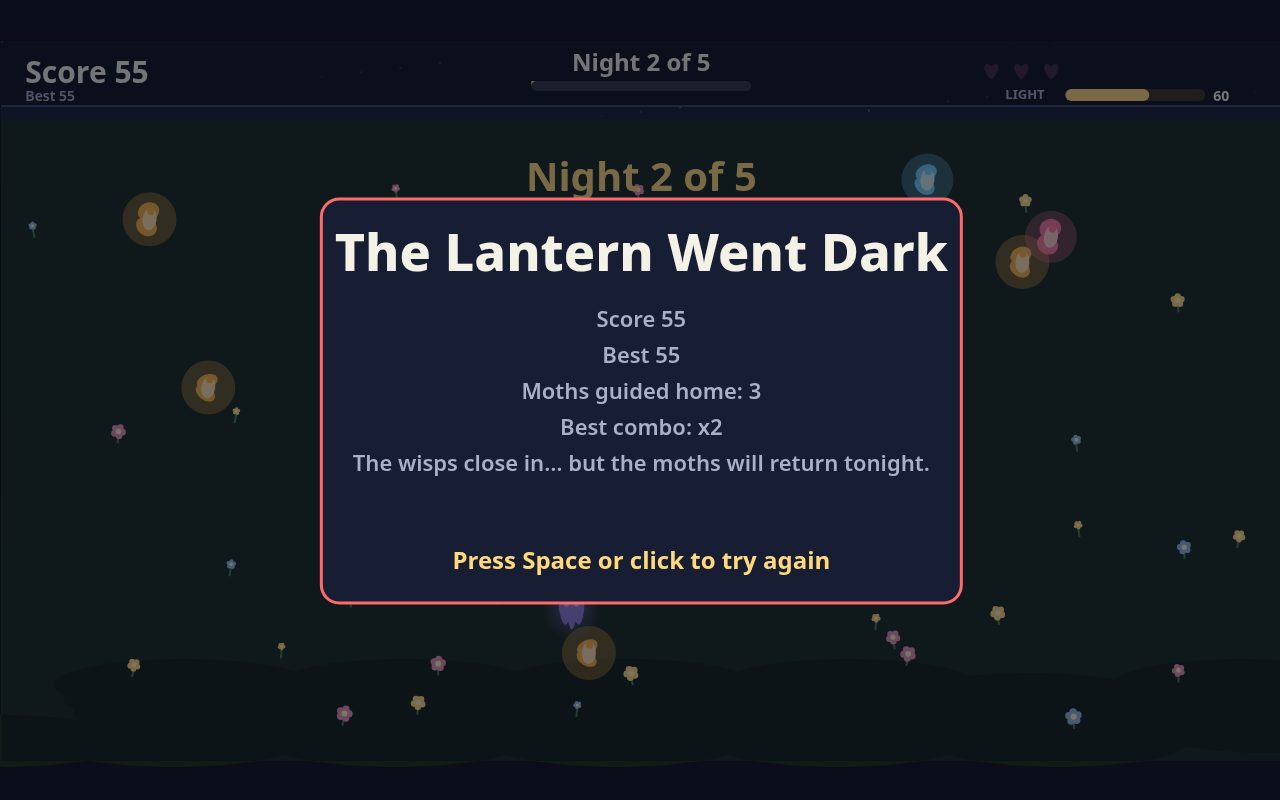 Score 55
Best 55
Night 2 of 5
LIGHT 60
Night 2 of 5
The Lantern Went Dark
Score 55
Best 55
Moths guided home: 3
Best combo: x2
The wisps close in... but the moths will return tonight.
Press Space or click to try again